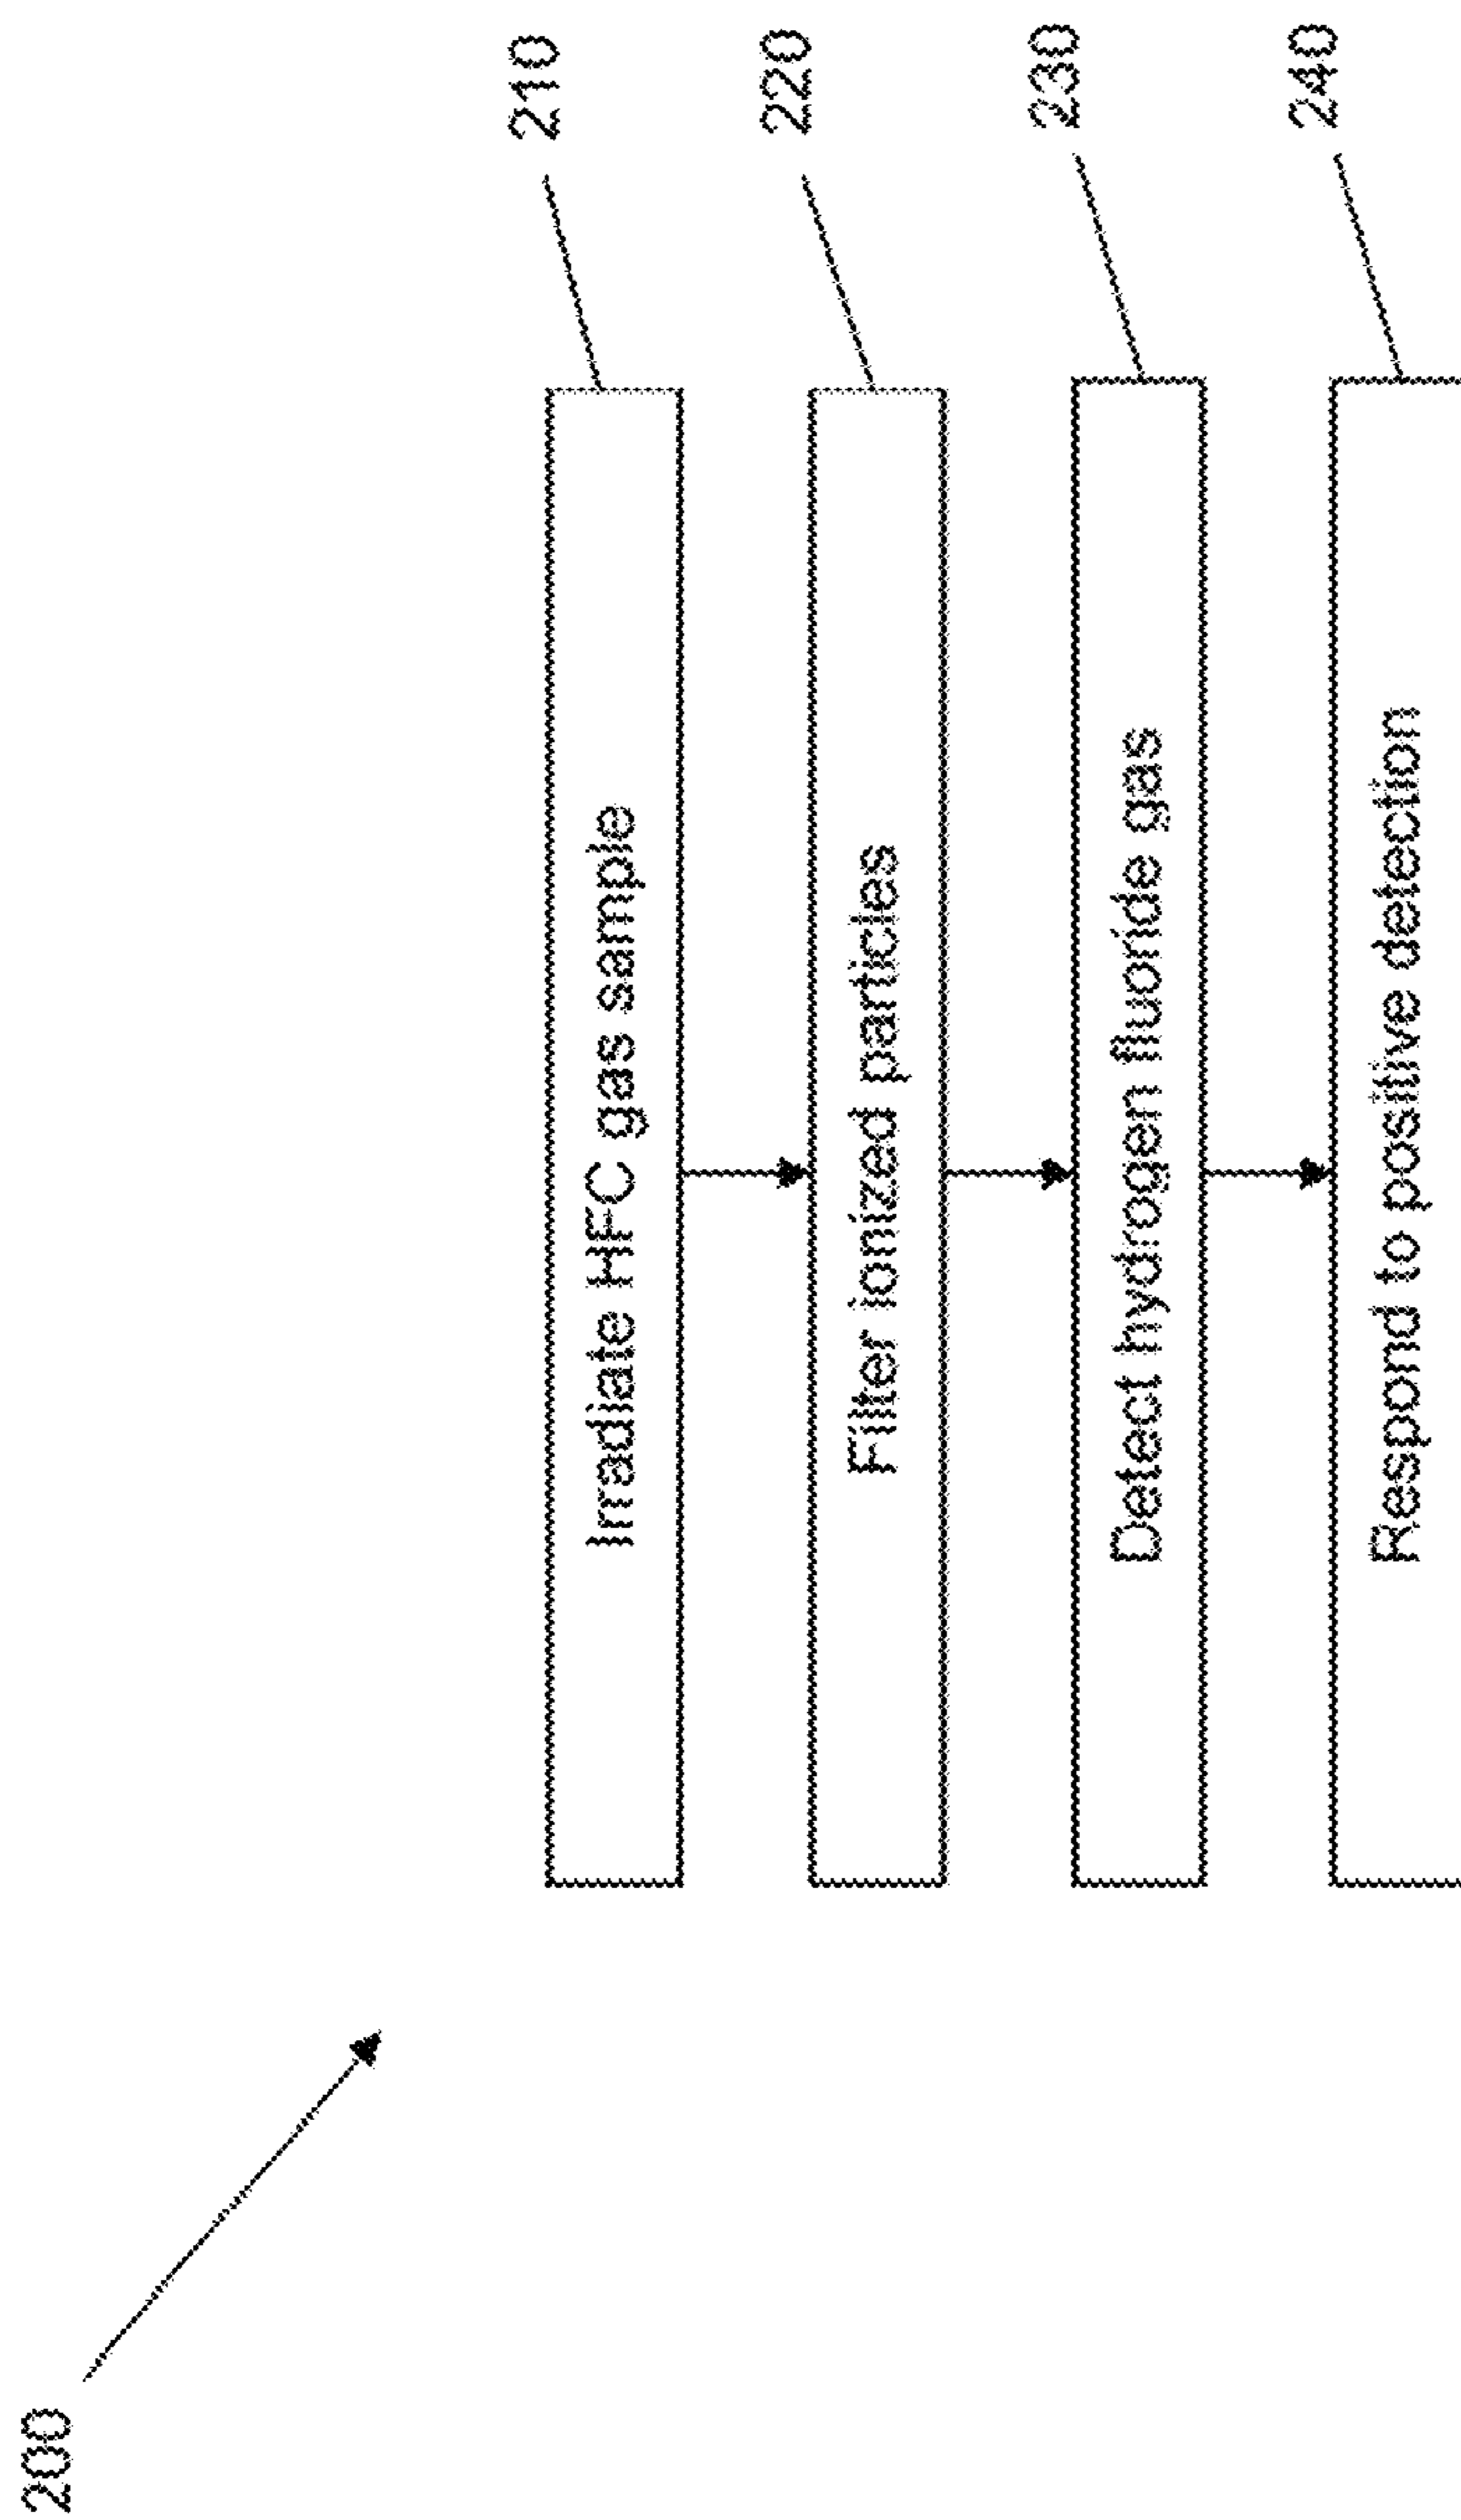 200
Irradiate HFC gas sample
210
Filter ionized particles
220
Detect hydrogen fluoride gas
230
Respond to positive detection
240